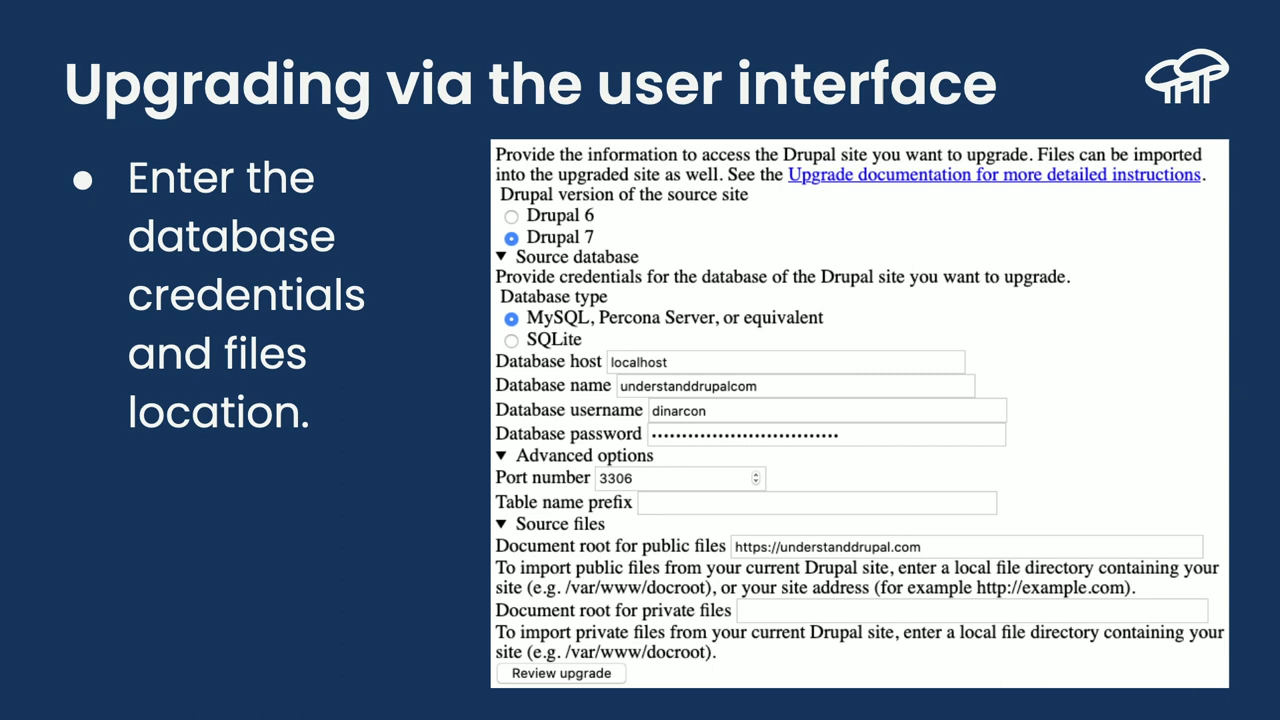 Upgrading via the user interface
● Enter the
database
credentials
and files
location.
Provide the information to access the Drupal site you want to upgrade. Files can be imported
into the upgraded site as well. See the Upgrade documentation for more detailed instructions.
Drupal version of the source site
Drupal 6
Drupal 7
▼ Source database
Provide credentials for the database of the Drupal site you want to upgrade.
Database type
MySQL, Percona Server, or equivalent
SQLite
Database host localhost
Database name understanddrupalcom
Database username dinarcon
Database password ••••••••••••••••••••••••••••••••
▼ Advanced options
Port number 3306
Table name prefix
▼ Source files
Document root for public files https://understanddrupal.com
To import public files from your current Drupal site, enter a local file directory containing your
site (e.g. /var/www/docroot), or your site address (for example http://example.com).
Document root for private files
To import private files from your current Drupal site, enter a local file directory containing your
site (e.g. /var/www/docroot).
Review upgrade